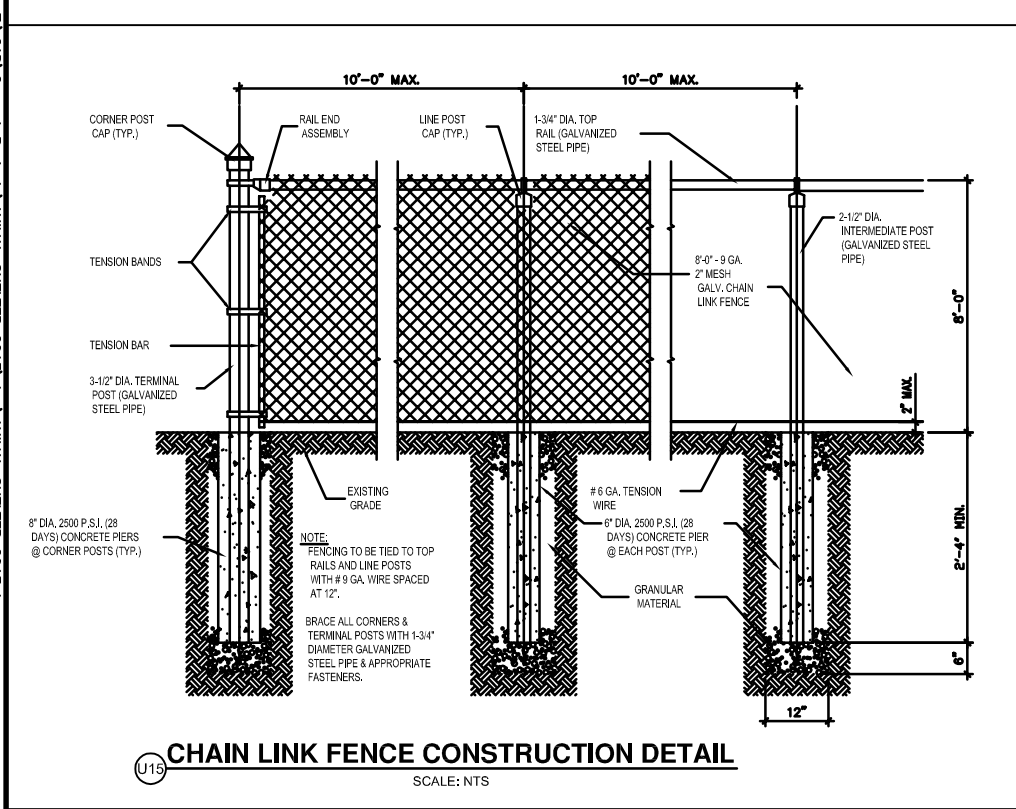 10'-0" MAX.
10'-0" MAX.
CORNER POST
CAP (TYP.)
RAIL END
ASSEMBLY
LINE POST
CAP (TYP.)
1-3/4" DIA. TOP
RAIL (GALVANIZED
STEEL PIPE)
2-1/2" DIA.
INTERMEDIATE POST
(GALVANIZED STEEL
PIPE)
TENSION BANDS
8'-0" - 9 GA.
2" MESH
GALV. CHAIN
LINK FENCE
8'-0"
TENSION BAR
3-1/2" DIA. TERMINAL
POST (GALVANIZED
STEEL PIPE)
2" MAX.
EXISTING
GRADE
# 6 GA. TENSION
WIRE
8" DIA. 2500 P.S.I. (28
DAYS) CONCRETE PIERS
@ CORNER POSTS (TYP.)
NOTE:
FENCING TO BE TIED TO TOP
RAILS AND LINE POSTS
WITH # 9 GA. WIRE SPACED
AT 12".
BRACE ALL CORNERS &
TERMINAL POSTS WITH 1-3/4"
DIAMETER GALVANIZED
STEEL PIPE & APPROPRIATE
FASTENERS.
6" DIA. 2500 P.S.I. (28
DAYS) CONCRETE PIER
@ EACH POST (TYP.)
2'-4' MIN.
GRANULAR
MATERIAL
6"
12"
U15
CHAIN LINK FENCE CONSTRUCTION DETAIL
SCALE: NTS